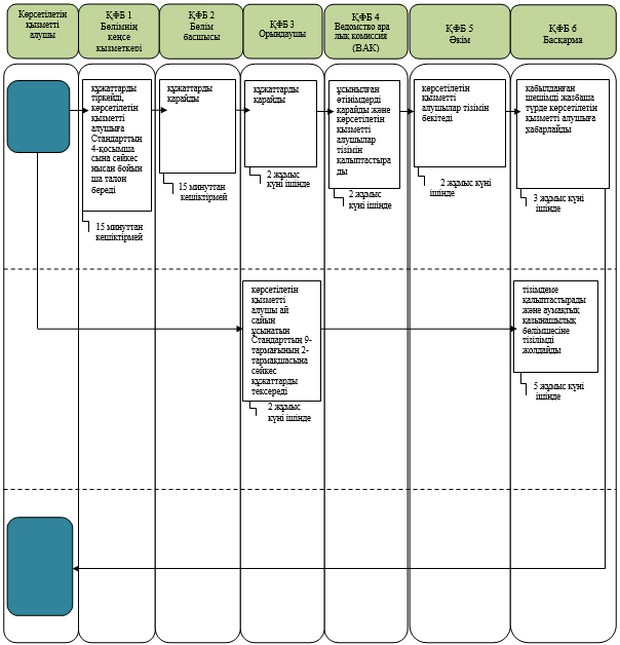 Көрсетілетін
қызметті
алушы
ҚФБ 1
Бөлімнің
кеңсе
қызметкері
ҚФБ 2
Бөлім
басшысы
ҚФБ 3
Орындаушы
ҚФБ 4
Ведомство ара
лық комиссия
(ВАК)
ҚФБ 5
Әкім
ҚФБ 6
Басқарма
құжаттарды
тіркейді,
көрсетілетін
қызметті
алушыға
Стандарттың
4-қосымша
сына сәйкес
нысан бойын
ша талон
береді
15 минуттан
кешіктірмей
құжаттарды
қарайды
15 минуттан
кешіктірмей
құжаттарды
қарайды
2 жұмыс
күні ішінде
ұсынылған
өтінімдерді
қарайды және
көрсетілетін
қызметті
алушылар
тізімін
қалыптастыра
ды
2 жұмыс
күні ішінде
көрсетілетін
қызметті
алушылар тізімін
бекітеді
2 жұмыс күні
ішінде
қабылданған
шешімді жазбаша
түрде көрсетілетін
қызметті алушыға
хабарлайды
3 жұмыс күні
ішінде
көрсетілетін
қызметті
алушы ай
сайын
ұсынатын
Стандарттың 9-
тармағының 2-
тармақшасына
сәйкес
құжаттарды
тексереді
2 жұмыс
күні ішінде
тізімдеме
қалыптастырады
және аумақтық
қазынашылық
бөлімшесіне
тізілімді
жолдайды
5 жұмыс күні
ішінде